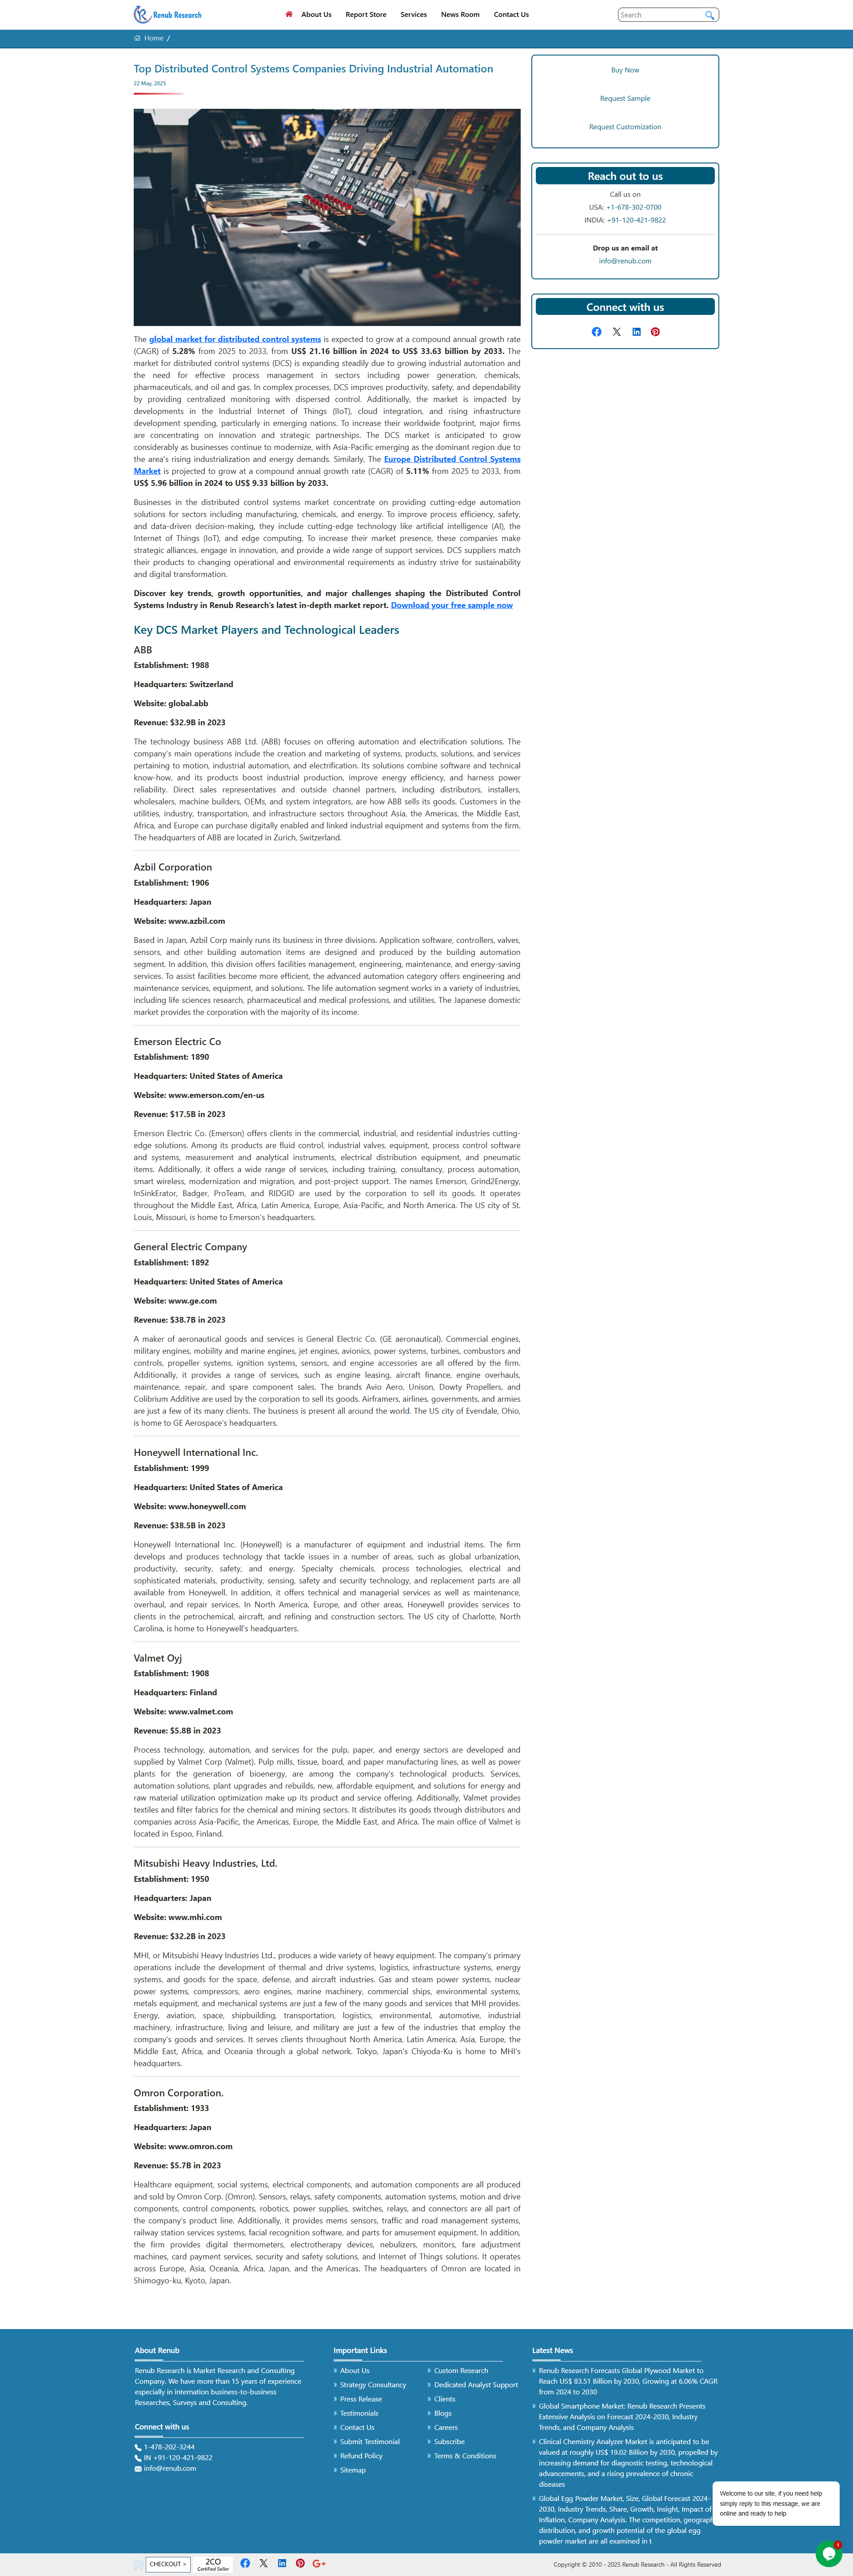 Renub Research
About Us
Report Store
Services
News Room
Contact Us
Search
Home /
Top Distributed Control Systems Companies Driving Industrial Automation
22 May, 2025
The global market for distributed control systems is expected to grow at a compound annual growth rate
(CAGR) of 5.28% from 2025 to 2033, from US$ 21.16 billion in 2024 to US$ 33.63 billion by 2033. The
market for distributed control systems (DCS) is expanding steadily due to growing industrial automation and
the need for effective process management in sectors including power generation, chemicals,
pharmaceuticals, and oil and gas. In complex processes, DCS improves productivity, safety, and dependability
by providing centralized monitoring with dispersed control. Additionally, the market is impacted by
developments in the Industrial Internet of Things (IIoT), cloud integration, and rising infrastructure
development spending, particularly in emerging nations. To increase their worldwide footprint, major firms
are concentrating on innovation and strategic partnerships. The DCS market is anticipated to grow
considerably as businesses continue to modernize, with Asia-Pacific emerging as the dominant region due to
the area's rising industrialization and energy demands. Similarly, The Europe Distributed Control Systems
Market is projected to grow at a compound annual growth rate (CAGR) of 5.11% from 2025 to 2033, from
US$ 5.96 billion in 2024 to US$ 9.33 billion by 2033.
Businesses in the distributed control systems market concentrate on providing cutting-edge automation
solutions for sectors including manufacturing, chemicals, and energy. To improve process efficiency, safety,
and data-driven decision-making, they include cutting-edge technology like artificial intelligence (AI), the
Internet of Things (IoT), and edge computing. To increase their market presence, these companies make
strategic alliances, engage in innovation, and provide a wide range of support services. DCS suppliers match
their products to changing operational and environmental requirements as industry strive for sustainability
and digital transformation.
Discover key trends, growth opportunities, and major challenges shaping the Distributed Control
Systems Industry in Renub Research's latest in-depth market report. Download your free sample now
Key DCS Market Players and Technological Leaders
ABB
Establishment: 1988
Headquarters: Switzerland
Website: global.abb
Revenue: $32.9B in 2023
The technology business ABB Ltd. (ABB) focuses on offering automation and electrification solutions. The
company's main operations include the creation and marketing of systems, products, solutions, and services
pertaining to motion, industrial automation, and electrification. Its solutions combine software and technical
know-how, and its products boost industrial production, improve energy efficiency, and harness power
reliability. Direct sales representatives and outside channel partners, including distributors, installers,
wholesalers, machine builders, OEMs, and system integrators, are how ABB sells its goods. Customers in the
utilities, industry, transportation, and infrastructure sectors throughout Asia, the Americas, the Middle East,
Africa, and Europe can purchase digitally enabled and linked industrial equipment and systems from the firm.
The headquarters of ABB are located in Zurich, Switzerland.
Azbil Corporation
Establishment: 1906
Headquarters: Japan
Website: www.azbil.com
Based in Japan, Azbil Corp mainly runs its business in three divisions. Application software, controllers, valves,
sensors, and other building automation items are designed and produced by the building automation
segment. In addition, this division offers facilities management, engineering, maintenance, and energy-saving
services. To assist facilities become more efficient, the advanced automation category offers engineering and
maintenance services, equipment, and solutions. The life automation segment works in a variety of industries,
including life sciences research, pharmaceutical and medical professions, and utilities. The Japanese domestic
market provides the corporation with the majority of its income.
Emerson Electric Co
Establishment: 1890
Headquarters: United States of America
Website: www.emerson.com/en-us
Revenue: $17.5B in 2023
Emerson Electric Co. (Emerson) offers clients in the commercial, industrial, and residential industries cutting-
edge solutions. Among its products are fluid control, industrial valves, equipment, process control software
and systems, measurement and analytical instruments, electrical distribution equipment, and pneumatic
items. Additionally, it offers a wide range of services, including training, consultancy, process automation,
smart wireless, modernization and migration, and post-project support. The names Emerson, Grind2Energy,
InSinkErator, Badger, ProTeam, and RIDGID are used by the corporation to sell its goods. It operates
throughout the Middle East, Africa, Latin America, Europe, Asia-Pacific, and North America. The US city of St.
Louis, Missouri, is home to Emerson's headquarters.
General Electric Company
Establishment: 1892
Headquarters: United States of America
Website: www.ge.com
Revenue: $38.7B in 2023
A maker of aeronautical goods and services is General Electric Co. (GE aeronautical). Commercial engines,
military engines, mobility and marine engines, jet engines, avionics, power systems, turbines, combustors and
controls, propeller systems, ignition systems, sensors, and engine accessories are all offered by the firm.
Additionally, it provides a range of services, such as engine leasing, aircraft finance, engine overhauls,
maintenance, repair, and spare component sales. The brands Avio Aero, Unison, Dowty Propellers, and
Colibrium Additive are used by the corporation to sell its goods. Airframers, airlines, governments, and armies
are just a few of its many clients. The business is present all around the world. The US city of Evendale, Ohio,
is home to GE Aerospace's headquarters.
Honeywell International Inc.
Establishment: 1999
Headquarters: United States of America
Website: www.honeywell.com
Revenue: $38.5B in 2023
Honeywell International Inc. (Honeywell) is a manufacturer of equipment and industrial items. The firm
develops and produces technology that tackle issues in a number of areas, such as global urbanization,
productivity, security, safety, and energy. Specialty chemicals, process technologies, electrical and
sophisticated materials, productivity, sensing, safety and security technology, and replacement parts are all
available from Honeywell. In addition, it offers technical and managerial services as well as maintenance,
overhaul, and repair services. In North America, Europe, and other areas, Honeywell provides services to
clients in the petrochemical, aircraft, and refining and construction sectors. The US city of Charlotte, North
Carolina, is home to Honeywell's headquarters.
Valmet Oyj
Establishment: 1908
Headquarters: Finland
Website: www.valmet.com
Revenue: $5.8B in 2023
Process technology, automation, and services for the pulp, paper, and energy sectors are developed and
supplied by Valmet Corp (Valmet). Pulp mills, tissue, board, and paper manufacturing lines, as well as power
plants for the generation of bioenergy, are among the company's technological products. Services,
automation solutions, plant upgrades and rebuilds, new, affordable equipment, and solutions for energy and
raw material utilization optimization make up its product and service offering. Additionally, Valmet provides
textiles and filter fabrics for the chemical and mining sectors. It distributes its goods through distributors and
companies across Asia-Pacific, the Americas, Europe, the Middle East, and Africa. The main office of Valmet is
located in Espoo, Finland.
Mitsubishi Heavy Industries, Ltd.
Establishment: 1950
Headquarters: Japan
Website: www.mhi.com
Revenue: $32.2B in 2023
MHI, or Mitsubishi Heavy Industries Ltd., produces a wide variety of heavy equipment. The company's primary
operations include the development of thermal and drive systems, logistics, infrastructure systems, energy
systems, and goods for the space, defense, and aircraft industries. Gas and steam power systems, nuclear
power systems, compressors, aero engines, marine machinery, commercial ships, environmental systems,
metals equipment, and mechanical systems are just a few of the many goods and services that MHI provides.
Energy, aviation, space, shipbuilding, transportation, logistics, environmental, automotive, industrial
machinery, infrastructure, living and leisure, and military are just a few of the industries that employ the
company's goods and services. It serves clients throughout North America, Latin America, Asia, Europe, the
Middle East, Africa, and Oceania through a global network. Tokyo, Japan's Chiyoda-Ku is home to MHI's
headquarters.
Omron Corporation.
Establishment: 1933
Headquarters: Japan
Website: www.omron.com
Revenue: $5.7B in 2023
Healthcare equipment, social systems, electrical components, and automation components are all produced
and sold by Omron Corp. (Omron). Sensors, relays, safety components, automation systems, motion and drive
components, control components, robotics, power supplies, switches, relays, and connectors are all part of
the company's product line. Additionally, it provides mems sensors, traffic and road management systems,
railway station services systems, facial recognition software, and parts for amusement equipment. In addition,
the firm provides digital thermometers, electrotherapy devices, nebulizers, monitors, fare adjustment
machines, card payment services, security and safety solutions, and Internet of Things solutions. It operates
across Europe, Asia, Oceania, Africa, Japan, and the Americas. The headquarters of Omron are located in
Shimogyo-ku, Kyoto, Japan.
Buy Now
Request Sample
Request Customization
Reach out to us
Call us on
USA: +1-678-302-0700
INDIA: +91-120-421-9822
Drop us an email at
info@renub.com
Connect with us
About Renub
Renub Research is Market Research and Consulting
Company. We have more than 15 years of experience
especially in internation business-to-business
Researches, Surveys and Consulting.
Connect with us
1-478-202-3244
IN +91-120-421-9822
info@renub.com
Important Links
About Us
Strategy Consultancy
Press Release
Testimonials
Contact Us
Submit Testimonial
Refund Policy
Sitemap
Custom Research
Dedicated Analyst Support
Clients
Blogs
Careers
Subscribe
Terms & Conditions
Latest News
Renub Research Forecasts Global Plywood Market to
Reach US$ 83.51 Billion by 2030, Growing at 6.06% CAGR
from 2024 to 2030
Global Smartphone Market: Renub Research Presents
Extensive Analysis on Forecast 2024-2030, Industry
Trends, and Company Analysis
Clinical Chemistry Analyzer Market is anticipated to be
valued at roughly US$ 19.02 Billion by 2030, propelled by
increasing demand for diagnostic testing, technological
advancements, and a rising prevalence of chronic
diseases
Global Egg Powder Market, Size, Global Forecast 2024-
2030, Industry Trends, Share, Growth, Insight, Impact of
Inflation, Company Analysis. The competition, geograph
distribution, and growth potential of the global egg
powder market are all examined in t
Welcome to our site, if you need help
simply reply to this message, we are
online and ready to help.
1
CHECKOUT >
2CO
Certified Seller
Copyright © 2010 - 2025 Renub Research - All Rights Reserved